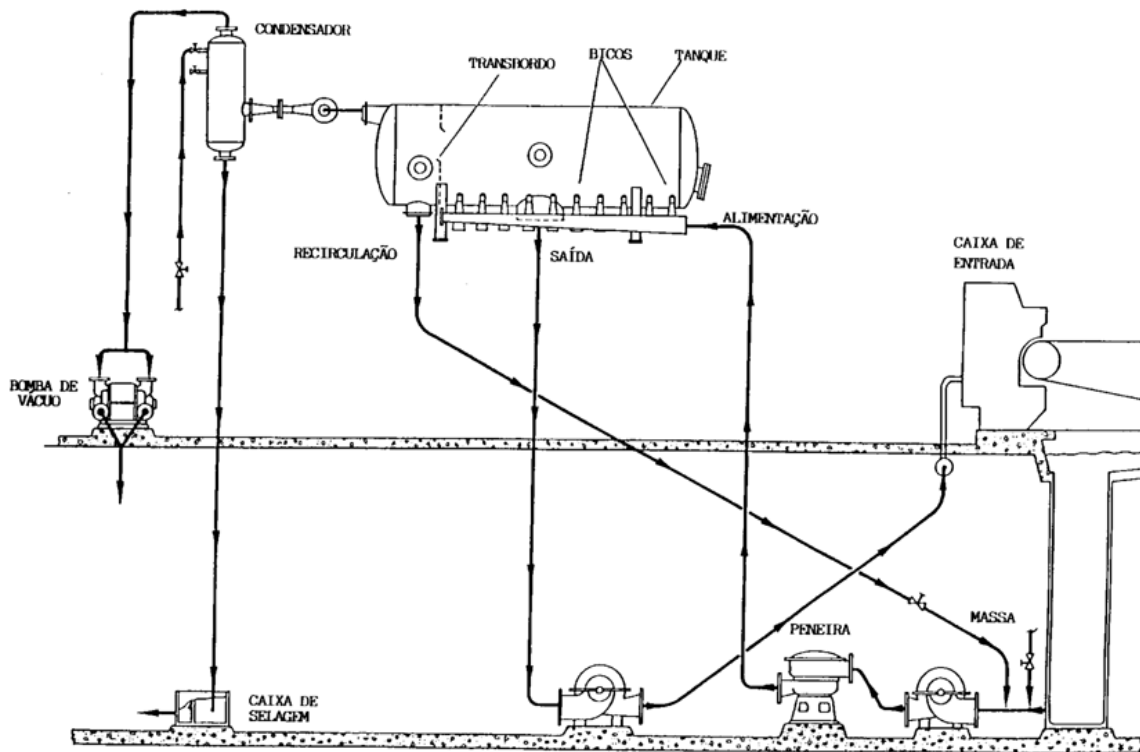 CONDENSADOR
TRANSBORDO
BICOS
TANQUE
RECIRCULAÇÃO
SAÍDA
ALIMENTAÇÃO
CAIXA DE
ENTRADA
BOMBA DE
VÁCUO
MASSA
PENEIRA
CAIXA DE
SELAGEM